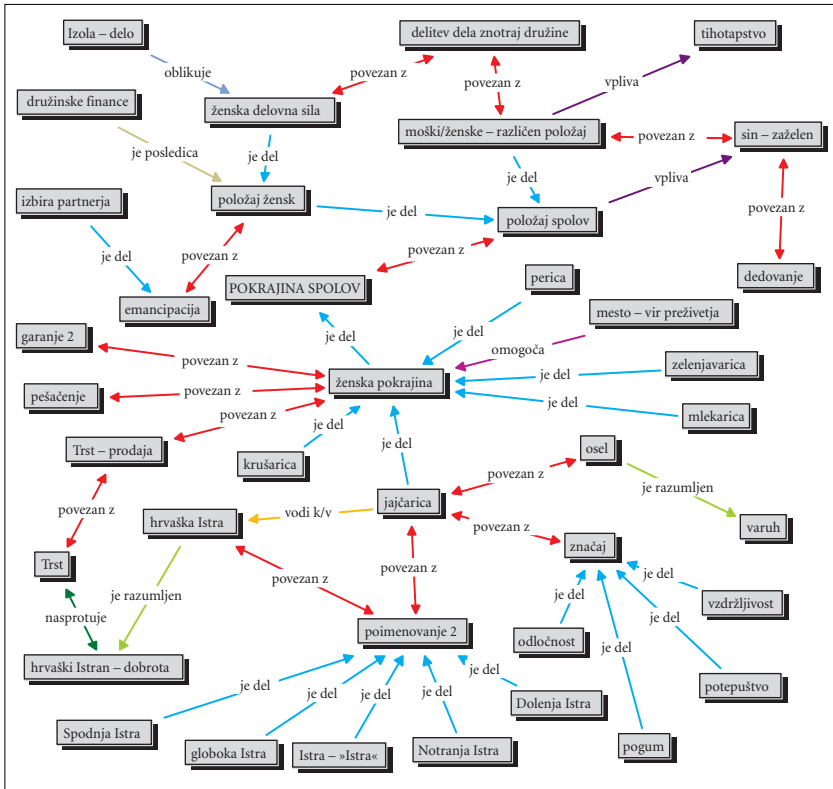 Izola – delo
delitev dela znotraj družine
tihotapstvo
oblikuje
povezan z
povezan z
vpliva
družinske finance
ženska delovna sila
moški/ženske – različen položaj
povezan z
sin – zaželen
je posledica
je del
je del
vpliva
izbira partnerja
položaj žensk
je del
položaj spolov
povezan z
je del
povezan z
povezan z
emancipacija
POKRAJINA SPOLOV
perica
dedovanje
mesto – vir preživetja
garanje 2
je del
je del
omogoča
povezan z
zelenjavarica
pešačenje
povezan z
ženska pokrajina
je del
je del
mlekarica
povezan z
Trst – prodaja
je del
je del
krušarica
osel
povezan z
je razumljen
jajčarica
povezan z
vodi k/v
hrvaška Istra
povezan z
značaj
varuh
Trst
povezan z
povezan z
je del
je razumljen
vzdržljivost
nasprotuje
je del
je del
poimenovanje 2
odločnost
hrvaški Istran – dobrota
potepuštvo
je del
je del
je del
je del
je del
je del
Dolenja Istra
Spodnja Istra
globoka Istra
Istra – »Istra«
Notranja Istra
pogum